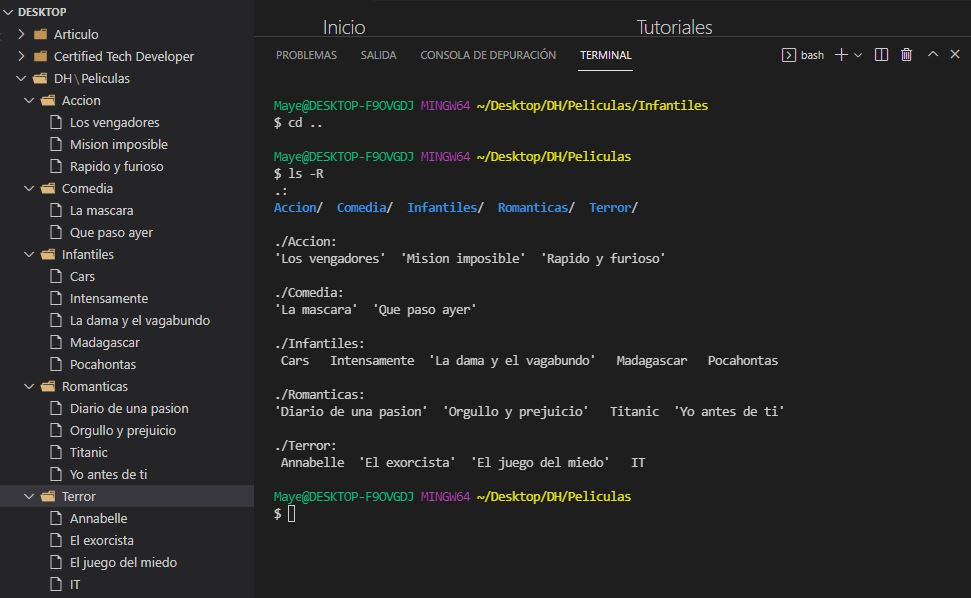 DESKTOP
Articulo
Certified Tech Developer
DH\Peliculas
Accion
Los vengadores
Mision imposible
Rapido y furioso
Comedia
La mascara
Que paso ayer
Infantiles
Cars
Intensamente
La dama y el vagabundo
Madagascar
Pocahontas
Romanticas
Diario de una pasion
Orgullo y prejuicio
Titanic
Yo antes de ti
Terror
Annabelle
El exorcista
El juego del miedo
IT
Inicio Tutoriales
PROBLEMAS SALIDA CONSOLA DE DEPURACIÓN TERMINAL bash
Maye@DESKTOP-F9OVGDJ MINGW64 ~/Desktop/DH/Peliculas/Infantiles
$ cd ..
Maye@DESKTOP-F9OVGDJ MINGW64 ~/Desktop/DH/Peliculas
$ ls -R
.:
Accion/ Comedia/ Infantiles/ Romanticas/ Terror/
./Accion:
'Los vengadores' 'Mision imposible' 'Rapido y furioso'
./Comedia:
'La mascara' 'Que paso ayer'
./Infantiles:
Cars Intensamente 'La dama y el vagabundo' Madagascar Pocahontas
./Romanticas:
'Diario de una pasion' 'Orgullo y prejuicio' Titanic 'Yo antes de ti'
./Terror:
Annabelle 'El exorcista' 'El juego del miedo' IT
Maye@DESKTOP-F9OVGDJ MINGW64 ~/Desktop/DH/Peliculas
$